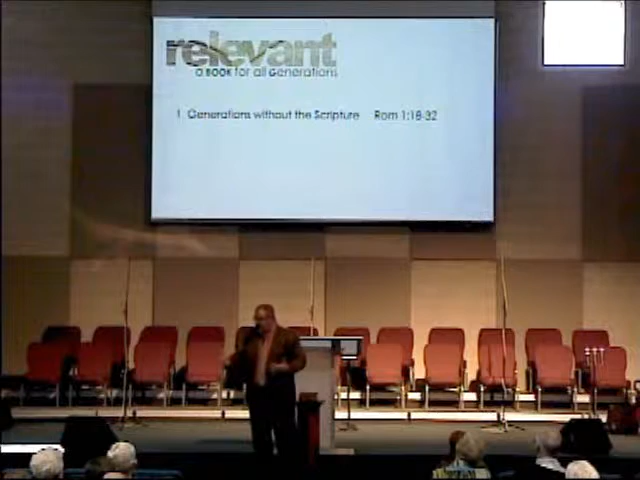 relevant
a BOOK for all Generations
1 Generations without the Scripture Rom 1:18-32